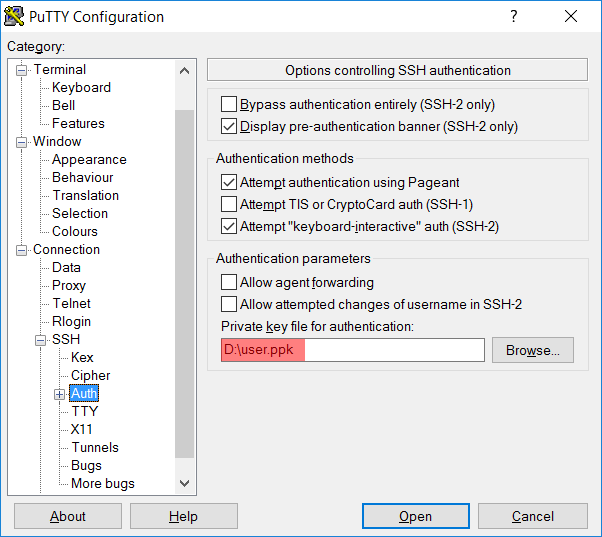 PuTTY Configuration
?
Category:
Terminal
Keyboard
Bell
Features
Window
Appearance
Behaviour
Translation
Selection
Colours
Connection
Data
Proxy
Telnet
Rlogin
SSH
Kex
Cipher
Auth
TTY
X11
Tunnels
Bugs
More bugs
Options controlling SSH authentication
Bypass authentication entirely (SSH-2 only)
Display pre-authentication banner (SSH-2 only)
Authentication methods
Attempt authentication using Pageant
Attempt TIS or CryptoCard auth (SSH-1)
Attempt "keyboard-interactive" auth (SSH-2)
Authentication parameters
Allow agent forwarding
Allow attempted changes of username in SSH-2
Private key file for authentication:
D:\user.ppk
Browse...
About
Help
Open
Cancel